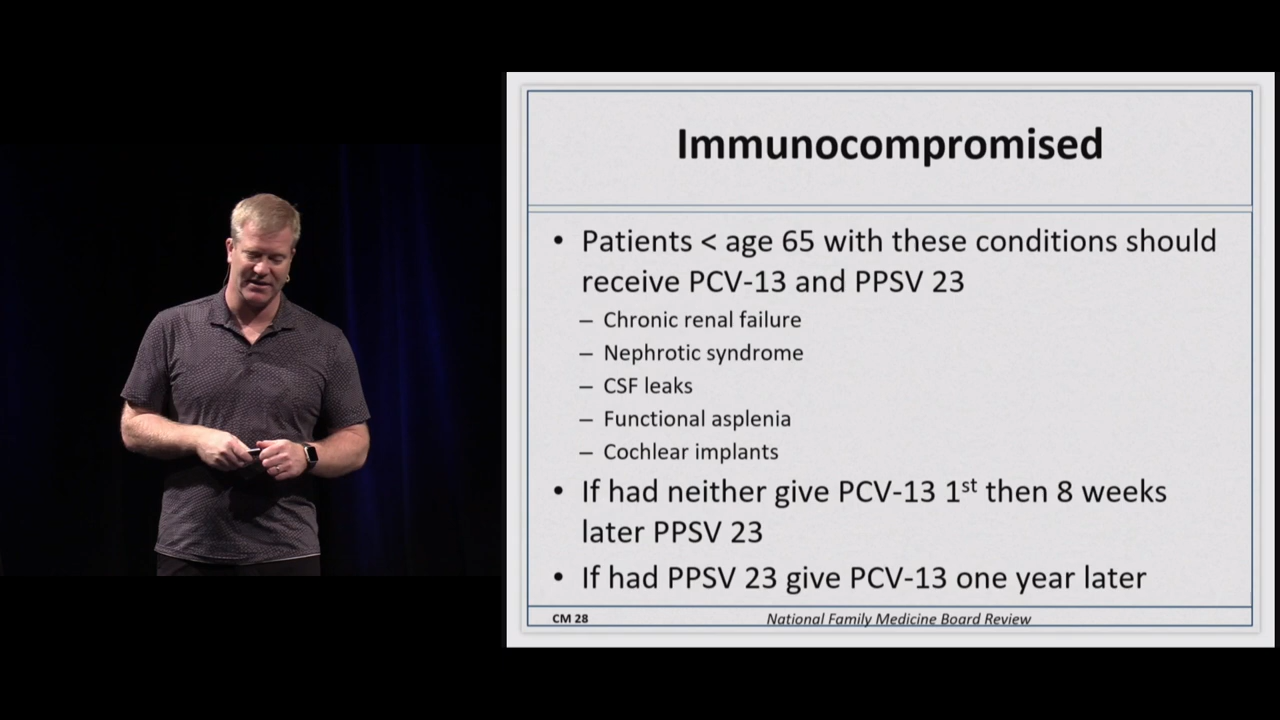 Immunocompromised
• Patients < age 65 with these conditions should
receive PCV-13 and PPSV 23
– Chronic renal failure
– Nephrotic syndrome
– CSF leaks
– Functional asplenia
– Cochlear implants
• If had neither give PCV-13 1st then 8 weeks
later PPSV 23
• If had PPSV 23 give PCV-13 one year later
CM 28
National Family Medicine Board Review